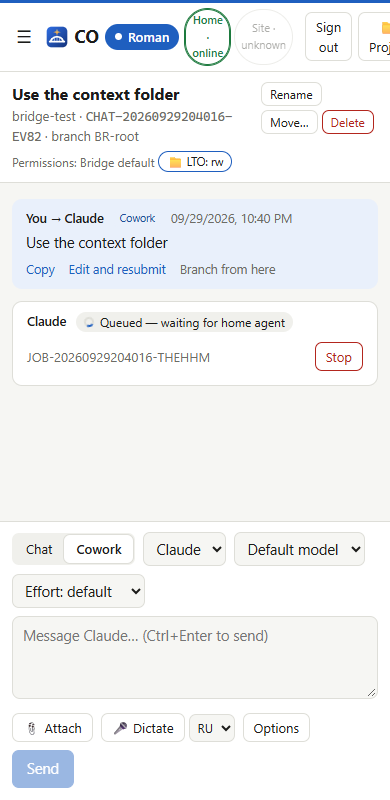 ☰ CO Roman Home · online Site · unknown Sign out Proj
Use the context folder
Rename
bridge-test · CHAT-20260929204016-
EV82 · branch BR-root
Move... Delete
Permissions: Bridge default LTO: rw
You → Claude Cowork 09/29/2026, 10:40 PM
Use the context folder
Copy Edit and resubmit Branch from here
Claude Queued — waiting for home agent
JOB-20260929204016-THEHHM Stop
Chat Cowork Claude Default model
Effort: default
Message Claude... (Ctrl+Enter to send)
Attach Dictate RU Options
Send